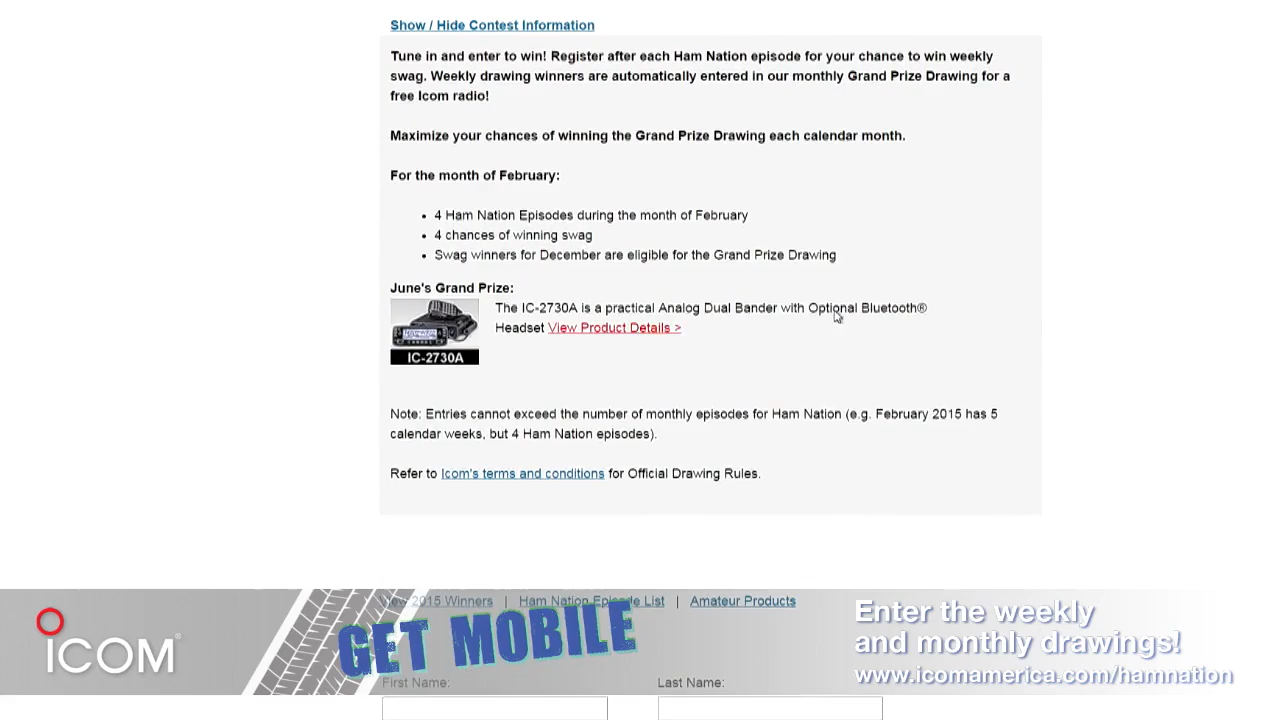 Show / Hide Contest Information
Tune in and enter to win! Register after each Ham Nation episode for your chance to win weekly
swag. Weekly drawing winners are automatically entered in our monthly Grand Prize Drawing for a
free Icom radio!
Maximize your chances of winning the Grand Prize Drawing each calendar month.
For the month of February:
• 4 Ham Nation Episodes during the month of February
• 4 chances of winning swag
• Swag winners for December are eligible for the Grand Prize Drawing
June's Grand Prize:
The IC-2730A is a practical Analog Dual Bander with Optional Bluetooth®
Headset View Product Details >
IC-2730A
Note: Entries cannot exceed the number of monthly episodes for Ham Nation (e.g. February 2015 has 5
calendar weeks, but 4 Ham Nation episodes).
Refer to Icom's terms and conditions for Official Drawing Rules.
View 2015 Winners | Ham Nation Episode List | Amateur Products
ICOM®
GET MOBILE
Enter the weekly
and monthly drawings!
www.icomamerica.com/hamnation
First Name: Last Name: